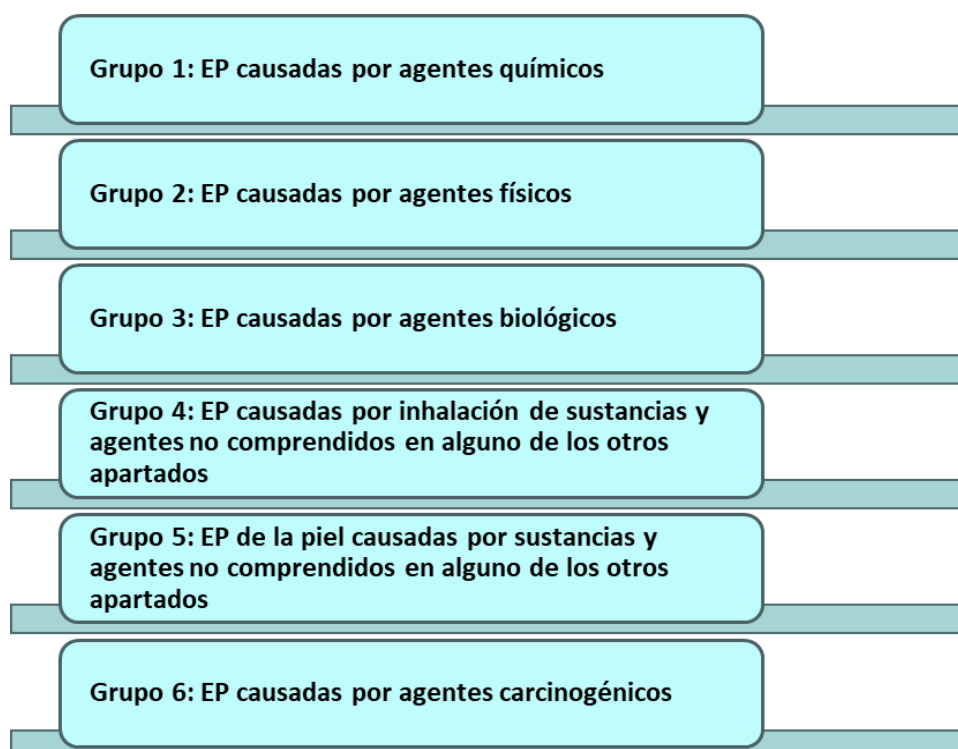 Grupo 1: EP causadas por agentes químicos
Grupo 2: EP causadas por agentes físicos
Grupo 3: EP causadas por agentes biológicos
Grupo 4: EP causadas por inhalación de sustancias y
agentes no comprendidos en alguno de los otros
apartados
Grupo 5: EP de la piel causadas por sustancias y
agentes no comprendidos en alguno de los otros
apartados
Grupo 6: EP causadas por agentes carcinogénicos